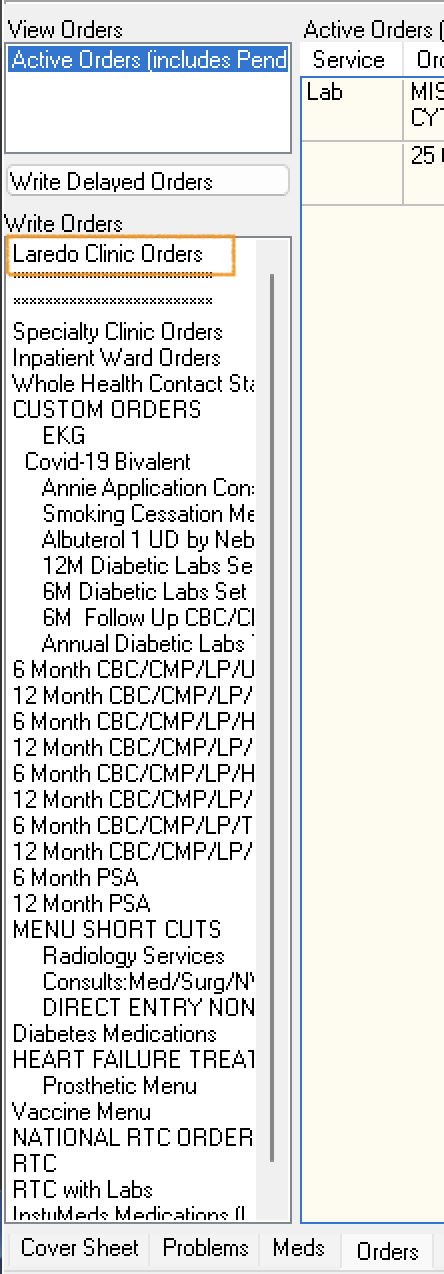 View Orders
Active Orders (includes Pend
Write Delayed Orders
Write Orders
Laredo Clinic Orders
*************************
Specialty Clinic Orders
Inpatient Ward Orders
Whole Health Contact Sta
CUSTOM ORDERS
EKG
Covid-19 Bivalent
Annie Application Cons
Smoking Cessation Me
Albuterol 1 UD by Neb
12M Diabetic Labs Se
6M Diabetic Labs Set
6M  Follow Up CBC/C
Annual Diabetic Labs
6 Month CBC/CMP/LP/U
12 Month CBC/CMP/LP/
6 Month CBC/CMP/LP/H
12 Month CBC/CMP/LP/
6 Month CBC/CMP/LP/H
12 Month CBC/CMP/LP/
6 Month CBC/CMP/LP/T
12 Month CBC/CMP/LP/
6 Month PSA
12 Month PSA
MENU SHORT CUTS
Radiology Services
Consults:Med/Surg/N
DIRECT ENTRY NON
Diabetes Medications
HEART FAILURE TREAT
Prosthetic Menu
Vaccine Menu
NATIONAL RTC ORDER
RTC
RTC with Labs
InstyMeds Medications (L
Active Orders (
Service Or
Lab MIS
CYT
25
Cover Sheet Problems Meds Orders